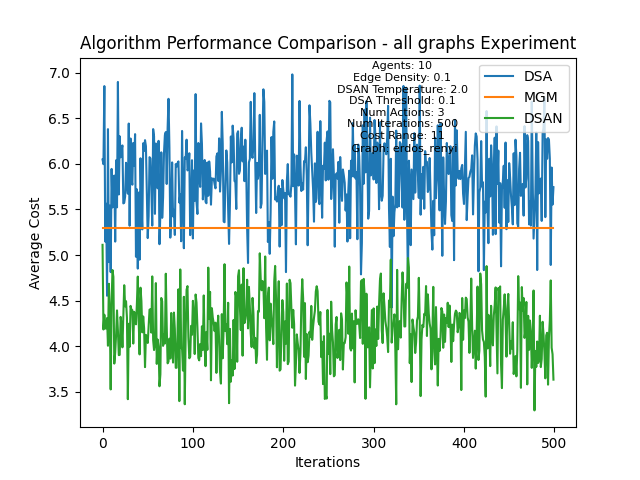 Algorithm Performance Comparison - all graphs Experiment
Agents: 10
Edge Density: 0.1
DSAN Temperature: 2.0
DSA Threshold: 0.1
Num Actions: 3
Num Iterations: 500
Cost Range: 11
Graph: erdos_renyi
DSA
MGM
DSAN
Average Cost
7.0
6.5
6.0
5.5
5.0
4.5
4.0
3.5
0
100
200
300
400
500
Iterations